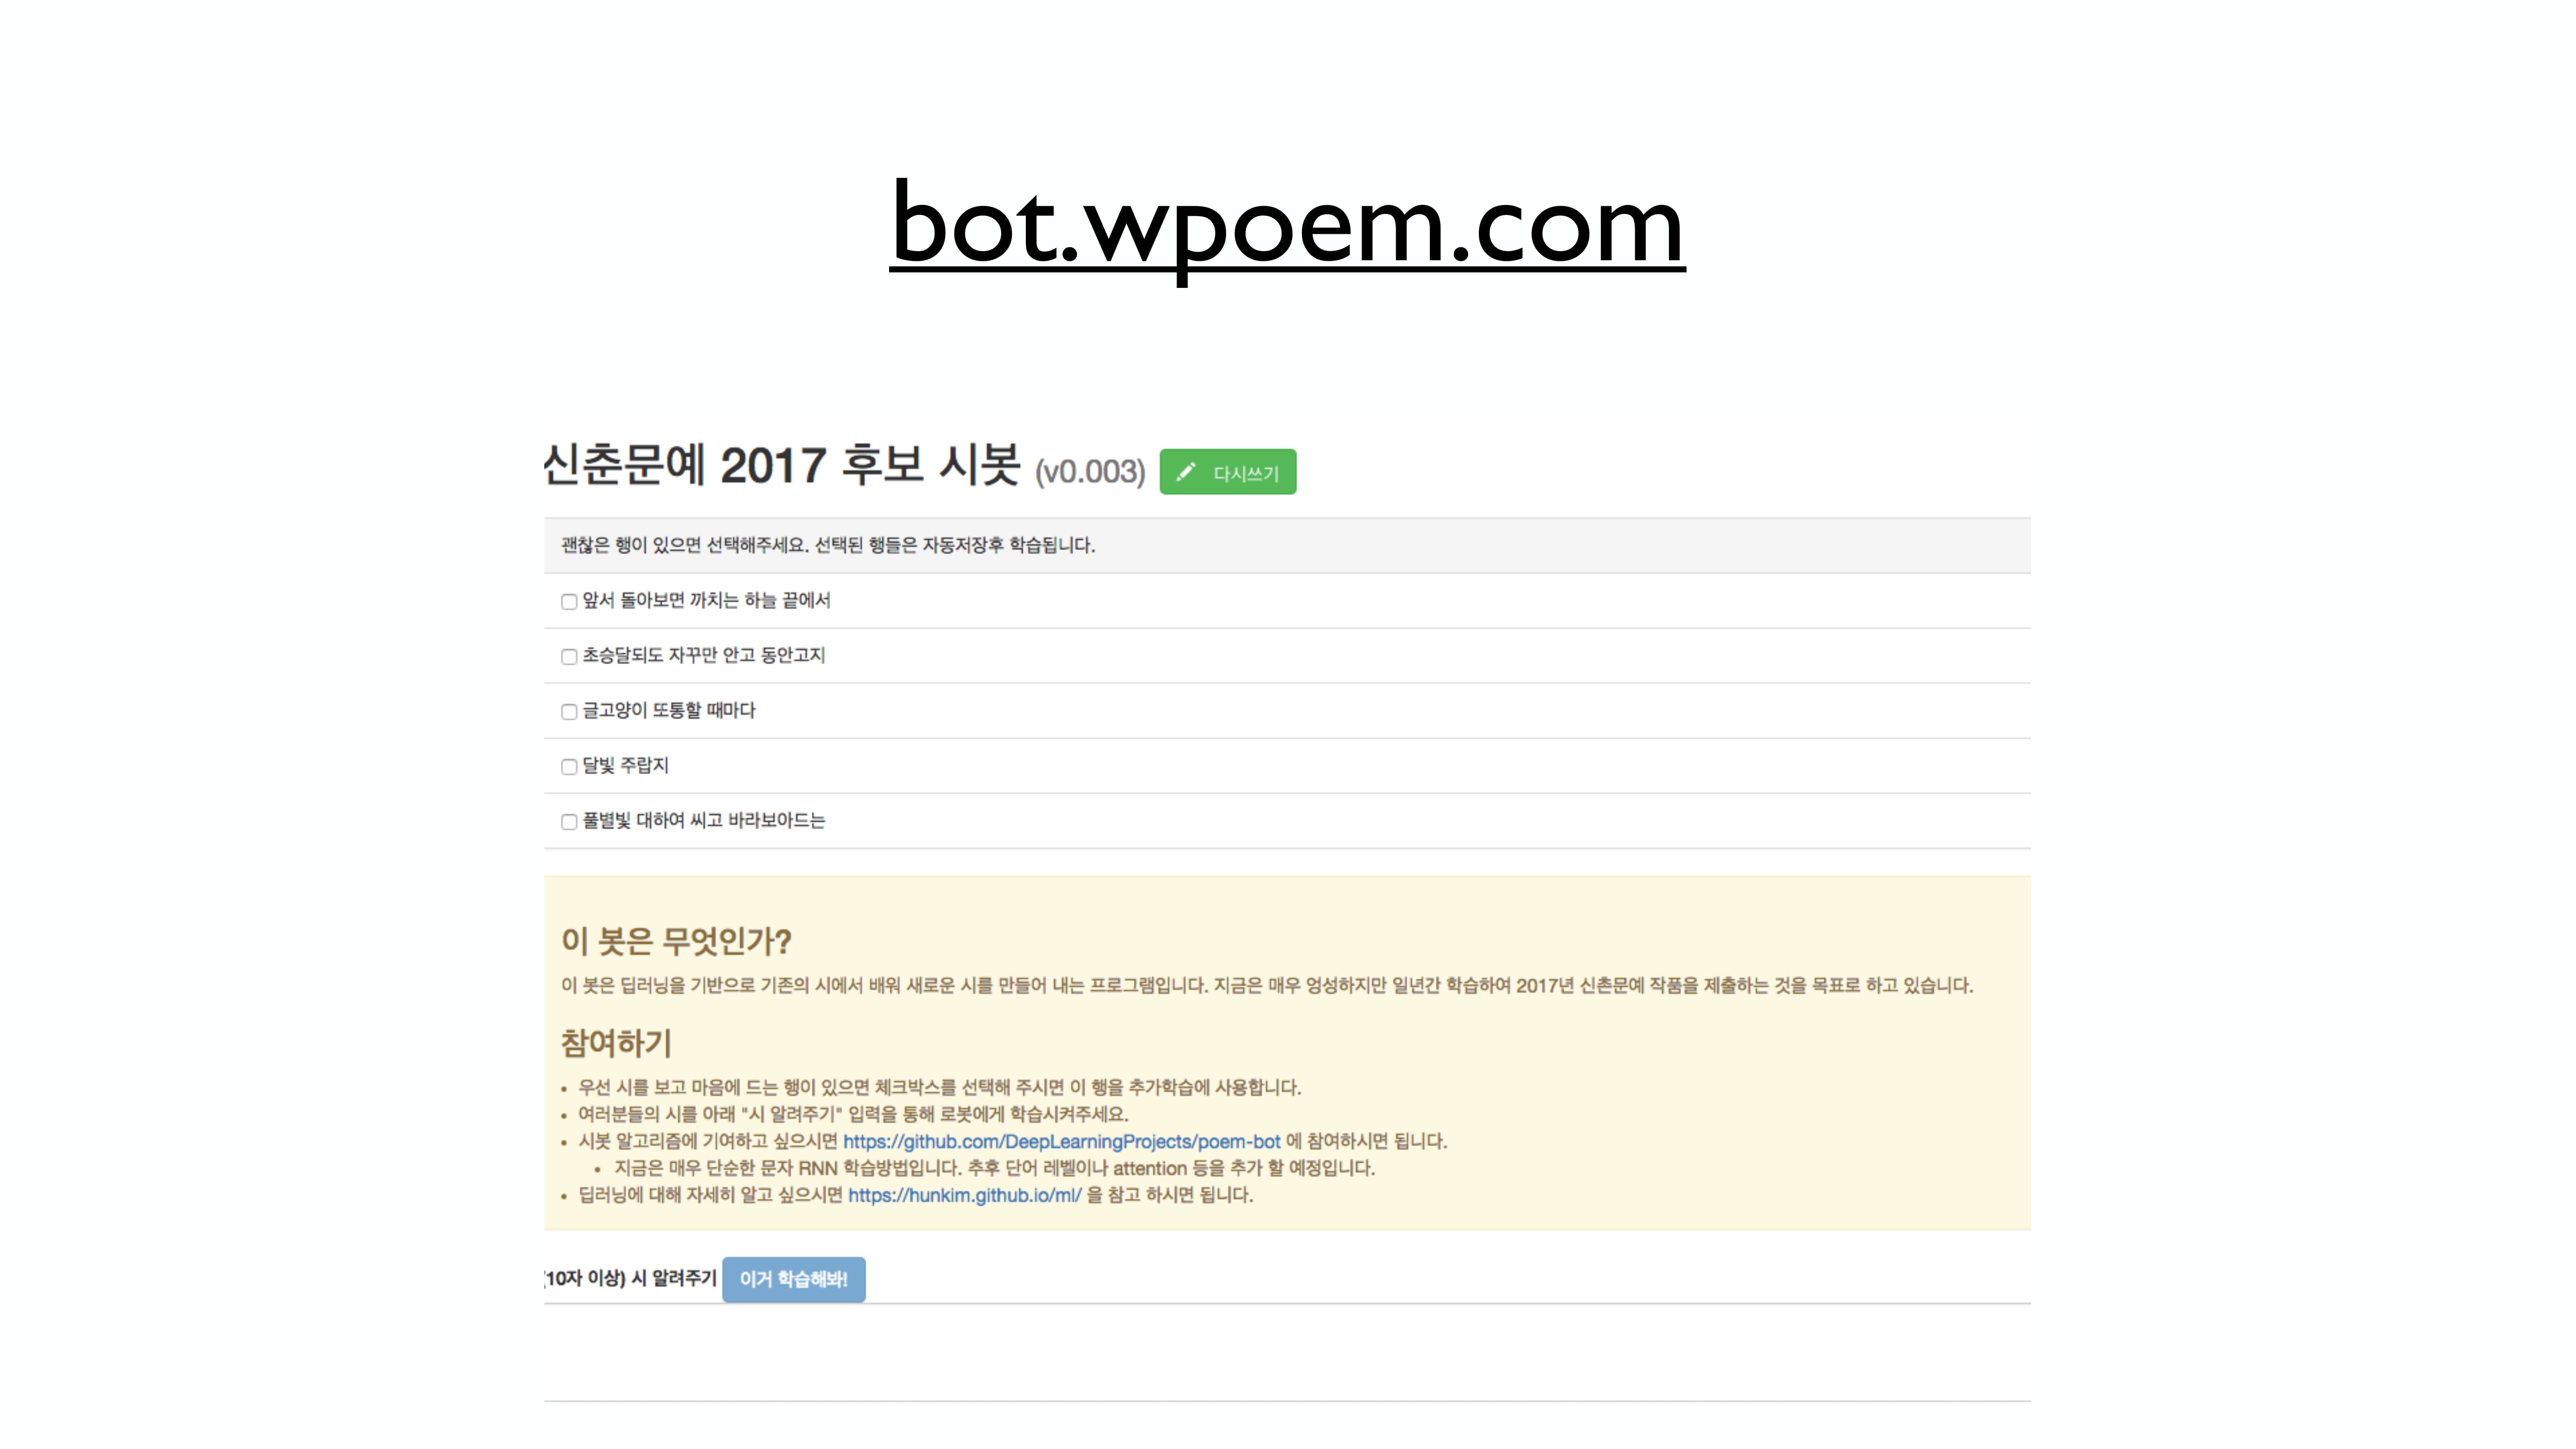 bot.wpoem.com
신춘문예 2017 후보 시봇 (v0.003) 다시쓰기
괜찮은 행이 있으면 선택해주세요. 선택된 행들은 자동저장후 학습됩니다.
앞서 돌아보면 까치는 하늘 끝에서
초승달되도 자꾸만 안고 동안고지
글고양이 또통할 때마다
달빛 주랍지
풀별빛 대하여 씨고 바라보아드는
이 봇은 무엇인가?
이 봇은 딥러닝을 기반으로 기존의 시에서 배워 새로운 시를 만들어 내는 프로그램입니다. 지금은 매우 엉성하지만 일년간 학습하여 2017년 신춘문예 작품을 제출하는 것을 목표로 하고 있습니다.
참여하기
• 우선 시를 보고 마음에 드는 행이 있으면 체크박스를 선택해 주시면 이 행을 추가학습에 사용합니다.
• 여러분들의 시를 아래 "시 알려주기" 입력을 통해 로봇에게 학습시켜주세요.
• 시봇 알고리즘에 기여하고 싶으시면 https://github.com/DeepLearningProjects/poem-bot 에 참여하시면 됩니다.
• 지금은 매우 단순한 문자 RNN 학습방법입니다. 추후 단어 레벨이나 attention 등을 추가 할 예정입니다.
• 딥러닝에 대해 자세히 알고 싶으시면 https://hunkim.github.io/ml/ 을 참고 하시면 됩니다.
(10자 이상) 시 알려주기 이거 학습해봐!